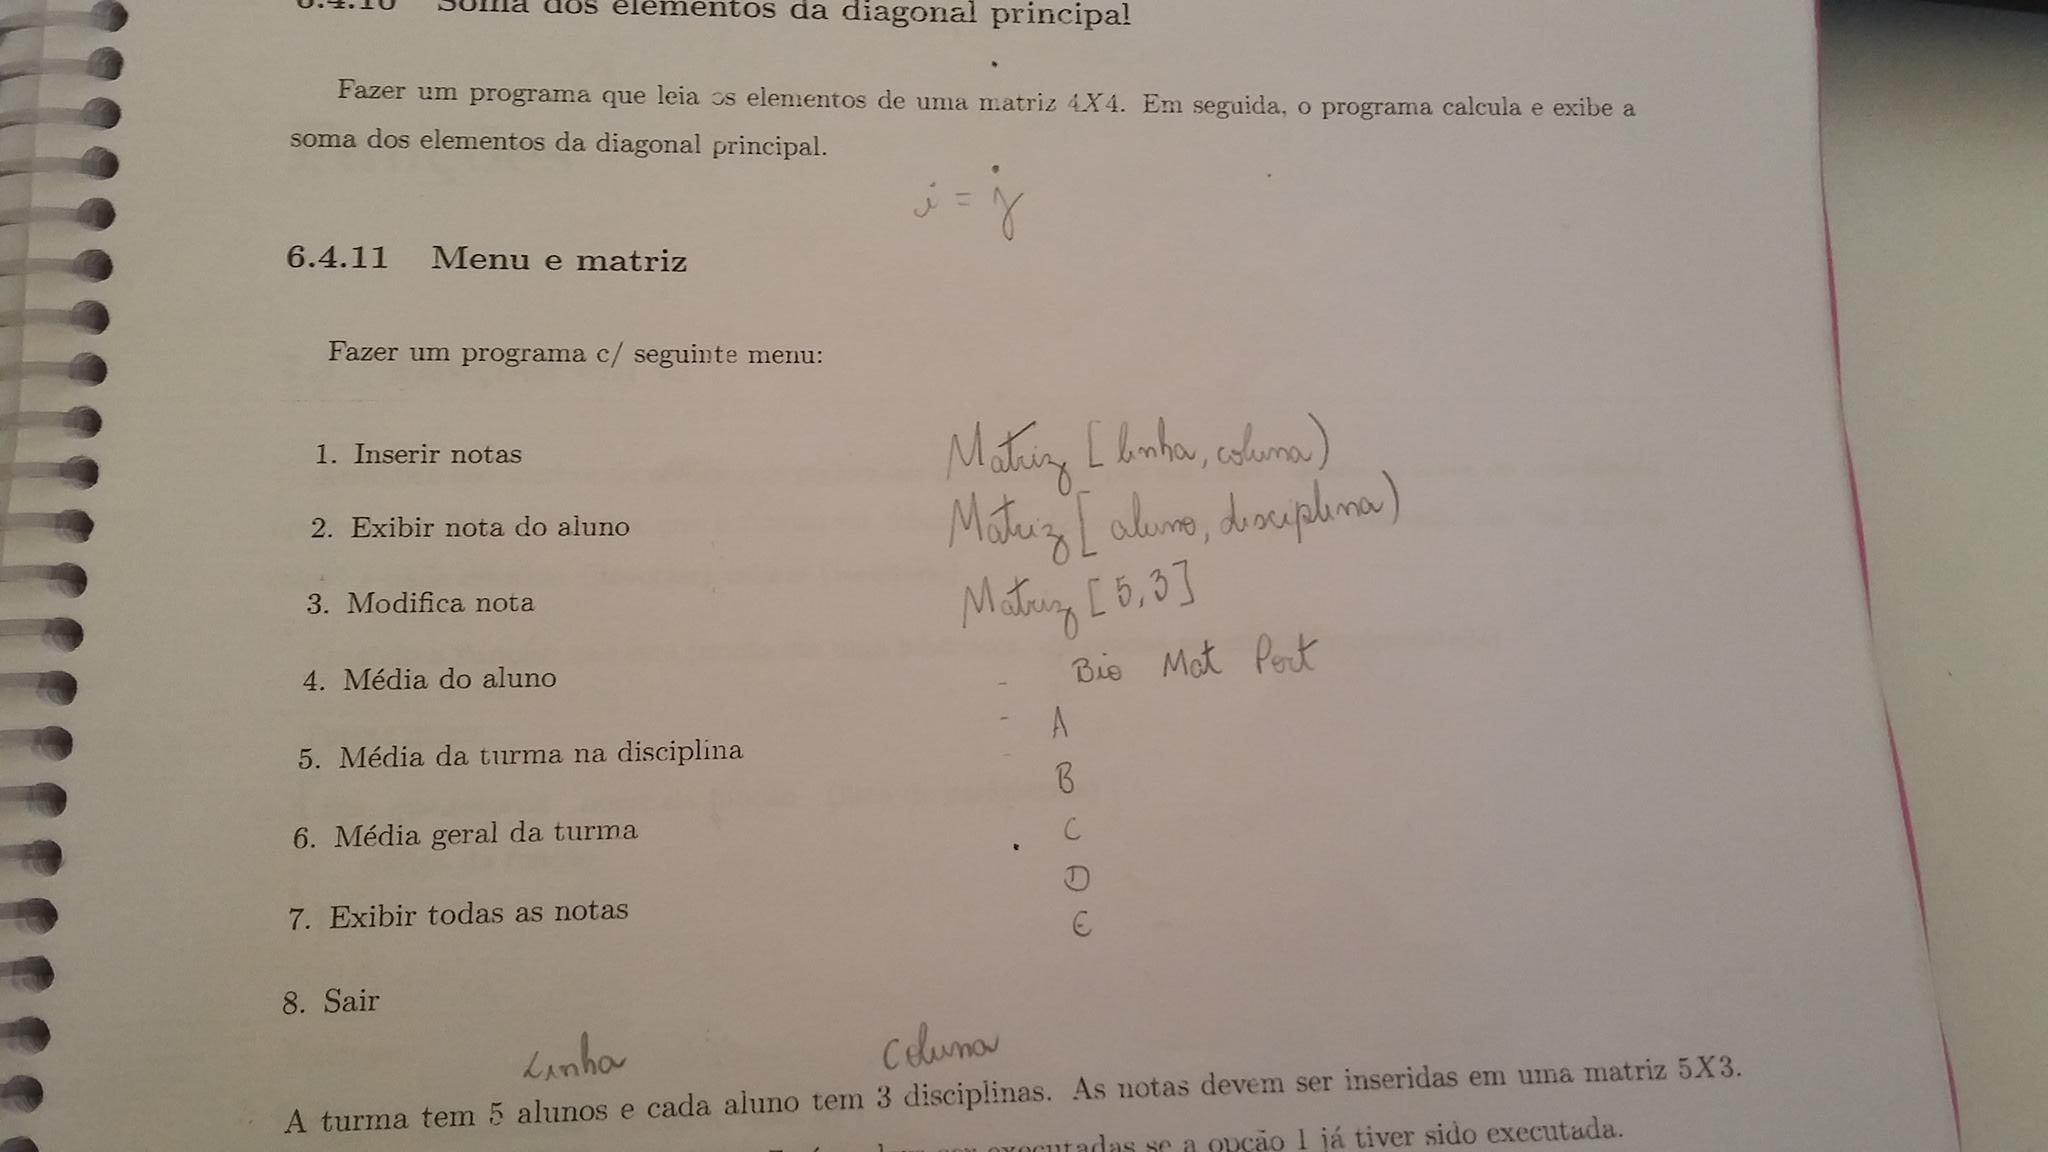 6.4.10 Soma dos elementos da diagonal principal
Fazer um programa que leia os elementos de uma matriz 4X4. Em seguida, o programa calcula e exibe a
soma dos elementos da diagonal principal.
i = j
6.4.11 Menu e matriz
Fazer um programa c/ seguinte menu:
1. Inserir notas
Matriz [linha, coluna)
2. Exibir nota do aluno
Matriz [aluno, disciplina)
3. Modifica nota
Matriz [5,3]
Bio Mat Port
4. Média do aluno
A
5. Média da turma na disciplina
B
6. Média geral da turma
C
D
7. Exibir todas as notas
E
8. Sair
Linha Coluna
A turma tem 5 alunos e cada aluno tem 3 disciplinas. As notas devem ser inseridas em uma matriz 5X3.
executadas se a opção 1 já tiver sido executada.